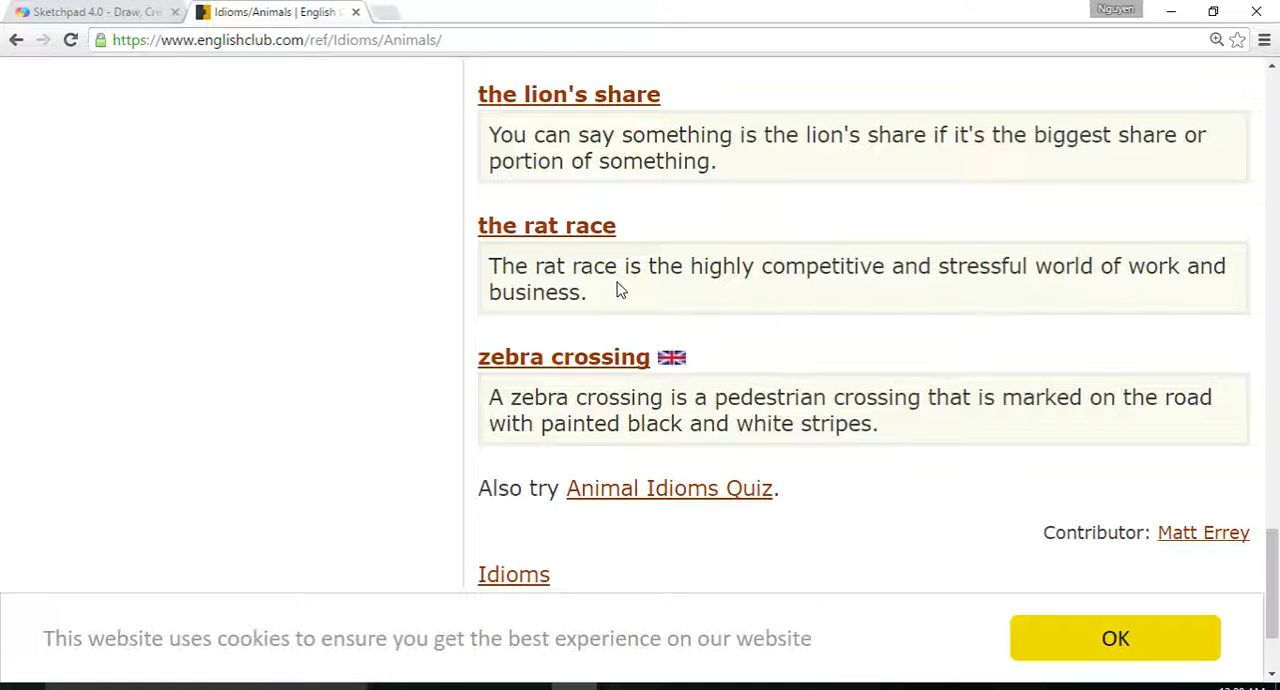 Sketchpad 4.0 - Draw, Cre
Idioms/Animals | English C
Nguyen
https://www.englishclub.com/ref/Idioms/Animals/
the lion's share
You can say something is the lion's share if it's the biggest share or
portion of something.
the rat race
The rat race is the highly competitive and stressful world of work and
business.
zebra crossing
A zebra crossing is a pedestrian crossing that is marked on the road
with painted black and white stripes.
Also try Animal Idioms Quiz.
Contributor: Matt Errey
Idioms
This website uses cookies to ensure you get the best experience on our website
OK